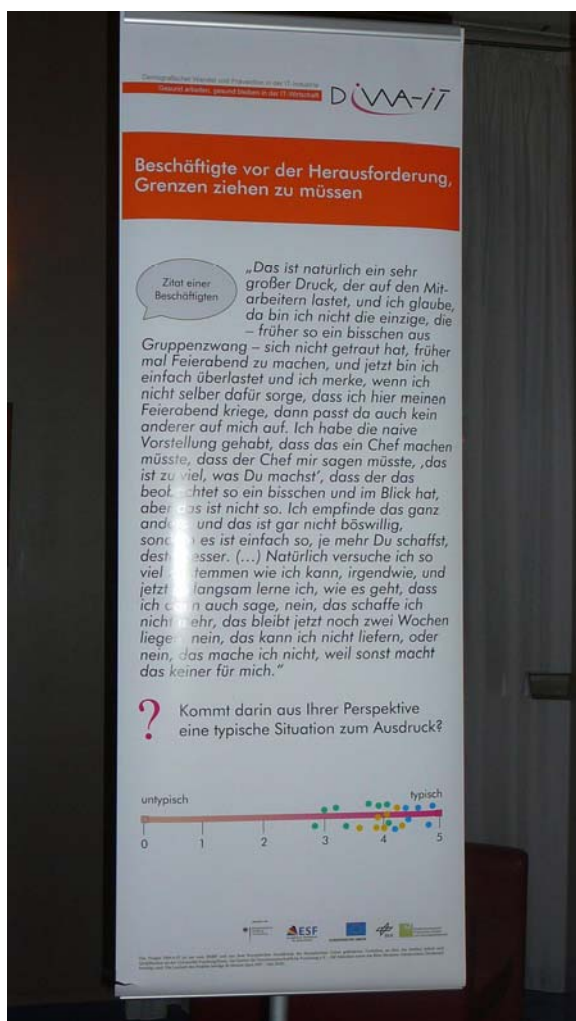 Demografischer Wandel und Prävention in der IT-Industrie
Gesund arbeiten, gesund bleiben in der IT-Wirtschaft
DiWA-iT
Beschäftigte vor der Herausforderung,
Grenzen ziehen zu müssen
Zitat einer
Beschäftigten
„Das ist natürlich ein sehr
großer Druck, der auf den Mit-
arbeitern lastet, und ich glaube,
da bin ich nicht die einzige, die
– früher so ein bisschen aus
Gruppenzwang – sich nicht getraut hat, früher
mal Feierabend zu machen, und jetzt bin ich
einfach überlastet und ich merke, wenn ich
nicht selber dafür sorge, dass ich hier meinen
Feierabend kriege, dann passt da auch kein
anderer auf mich auf. Ich habe die naive
Vorstellung gehabt, dass das ein Chef machen
müsste, dass der Chef mir sagen müsste, ‚das
ist zu viel, was Du machst’, dass der das
beobachtet so ein bisschen und im Blick hat,
aber das ist nicht so. Ich empfinde das ganz
anders, und das ist gar nicht böswillig,
sondern es ist einfach so, je mehr Du schaffst,
desto besser. (...) Natürlich versuche ich so
viel zu stemmen wie ich kann, irgendwie, und
jetzt so langsam lerne ich, wie es geht, dass
ich dann auch sage, nein, das schaffe ich
nicht mehr, das bleibt jetzt noch zwei Wochen
liegen, nein, das kann ich nicht liefern, oder
nein, das mache ich nicht, weil sonst macht
das keiner für mich.“
? Kommt darin aus Ihrer Perspektive
eine typische Situation zum Ausdruck?
untypisch typisch
0 1 2 3 4 5
ESF